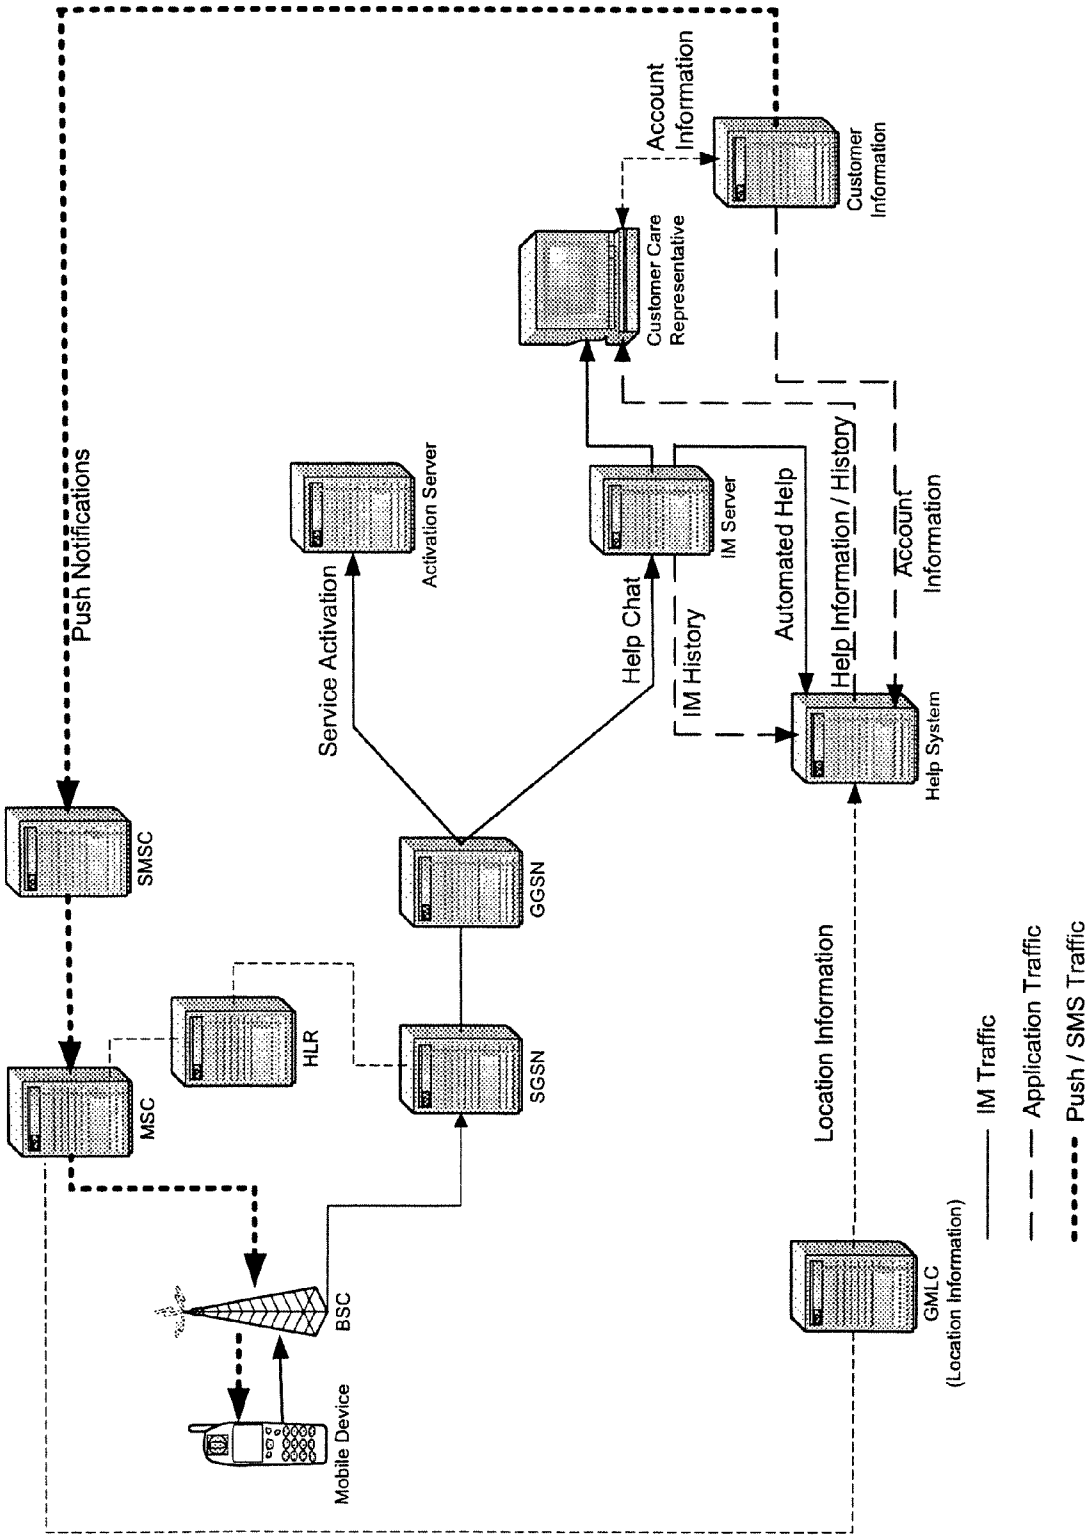 Push Notifications
SMSC
MSC
HLR
BSC
Mobile Device
SGSN
GGSN
Service Activation
Activation Server
Help Chat
IM Server
IM History
Customer Care
Representative
Account
Information
Customer
Information
Automated Help
Help Information / History
Account
Information
Help System
Location Information
GMLC
(Location Information)
IM Traffic
Application Traffic
Push / SMS Traffic